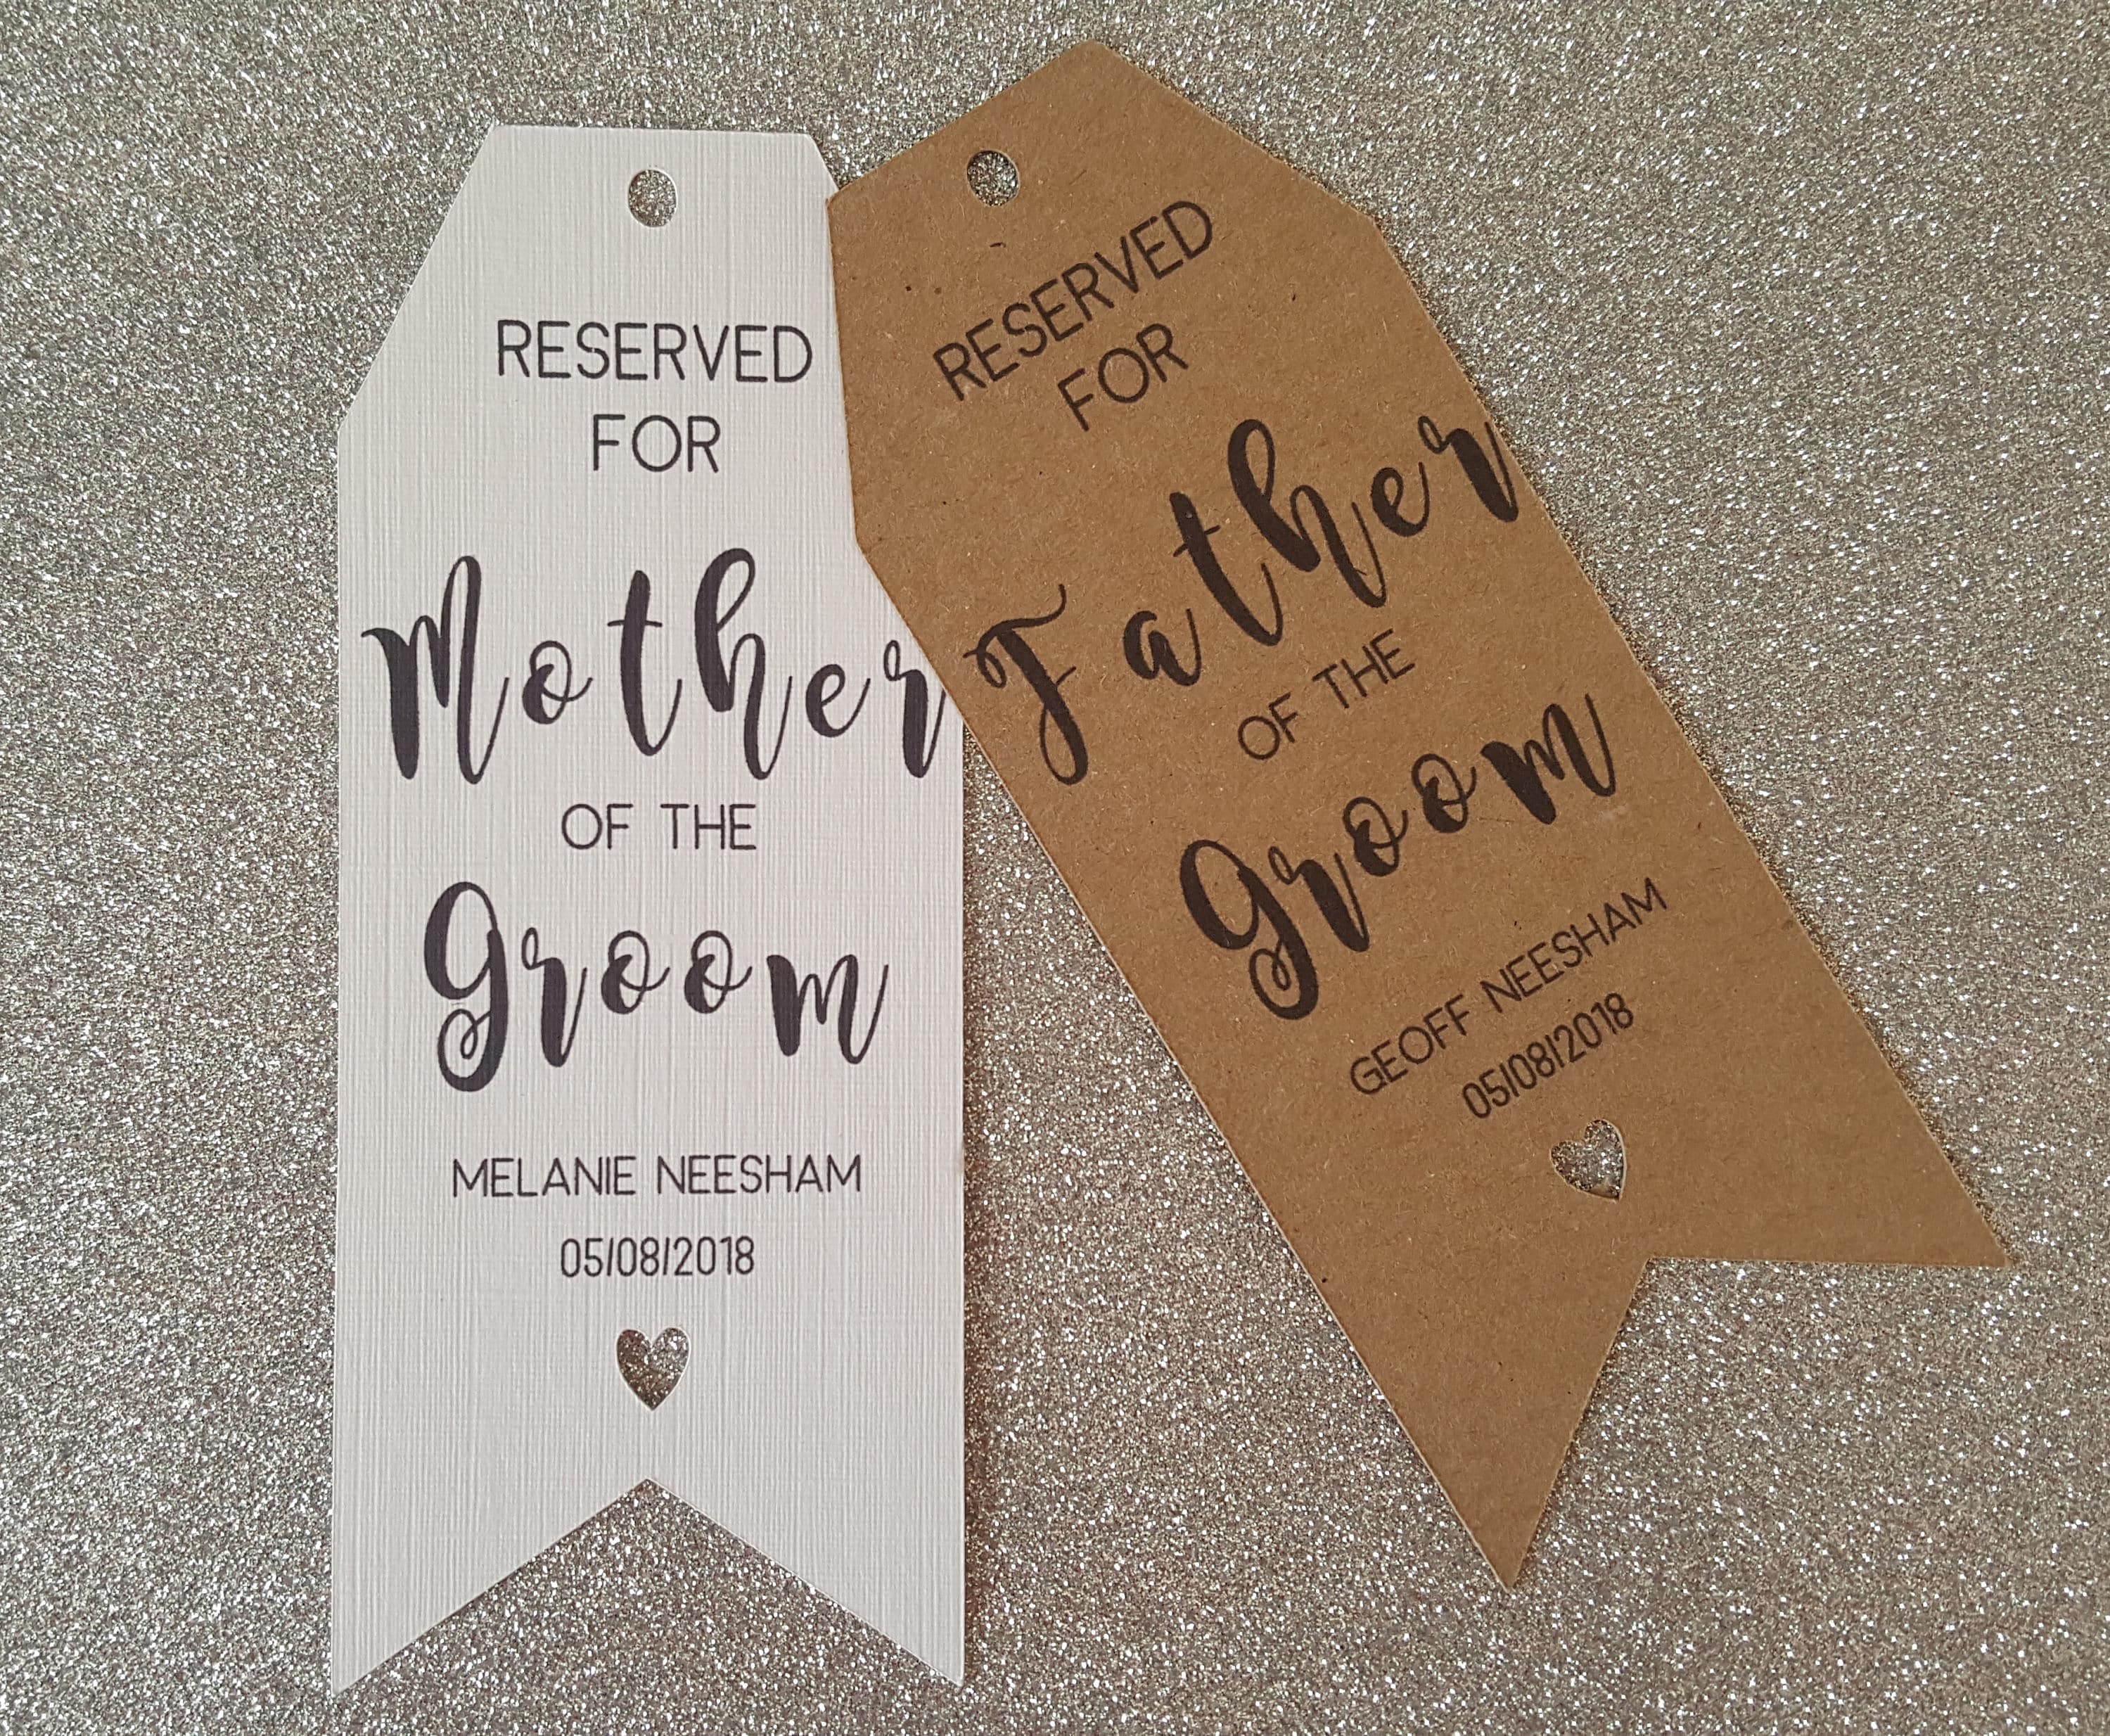 RESERVED
FOR
Mother
OF THE
Groom
MELANIE NEESHAM
05/08/2018
RESERVED
FOR
Father
OF THE
Groom
GEOFF NEESHAM
05/08/2018